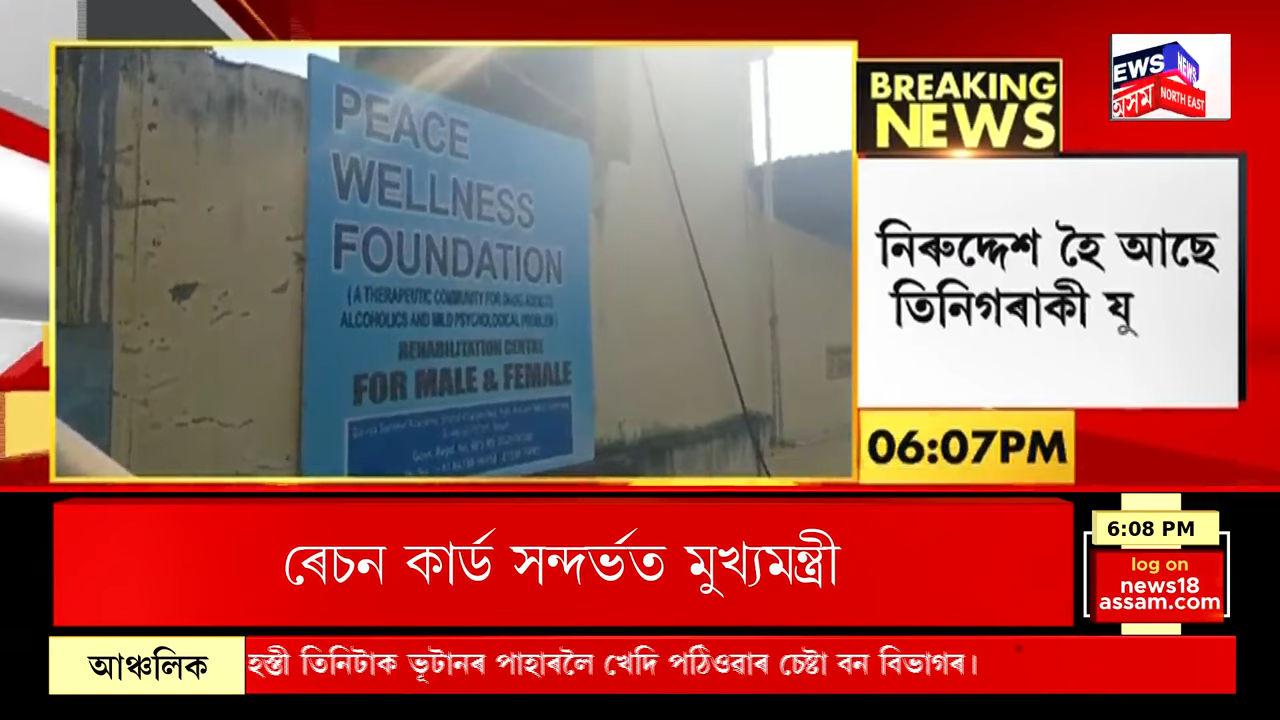 PEACE
WELLNESS
FOUNDATION
( A THERAPEUTIC COMMUNITY FOR DRUG ADDICTS
ALCOHOLICS AND MILD PSYCHOLOGICAL PROBLEM )
REHABILITATION CENTRE
FOR MALE & FEMALE
BREAKING
NEWS
EWS
অসম
NEWS
NORTH EAST
নিৰুদ্দেশ হৈ আছে
তিনিগৰাকী যু
06:07PM
ৰেচন কাৰ্ড সন্দৰ্ভত মুখ্যমন্ত্ৰী
6:08 PM
log on
news18
assam.com
আঞ্চলিক
হস্তী তিনিটাক ভূটানৰ পাহাৰলৈ খেদি পঠিওৱাৰ চেষ্টা বন বিভাগৰ।